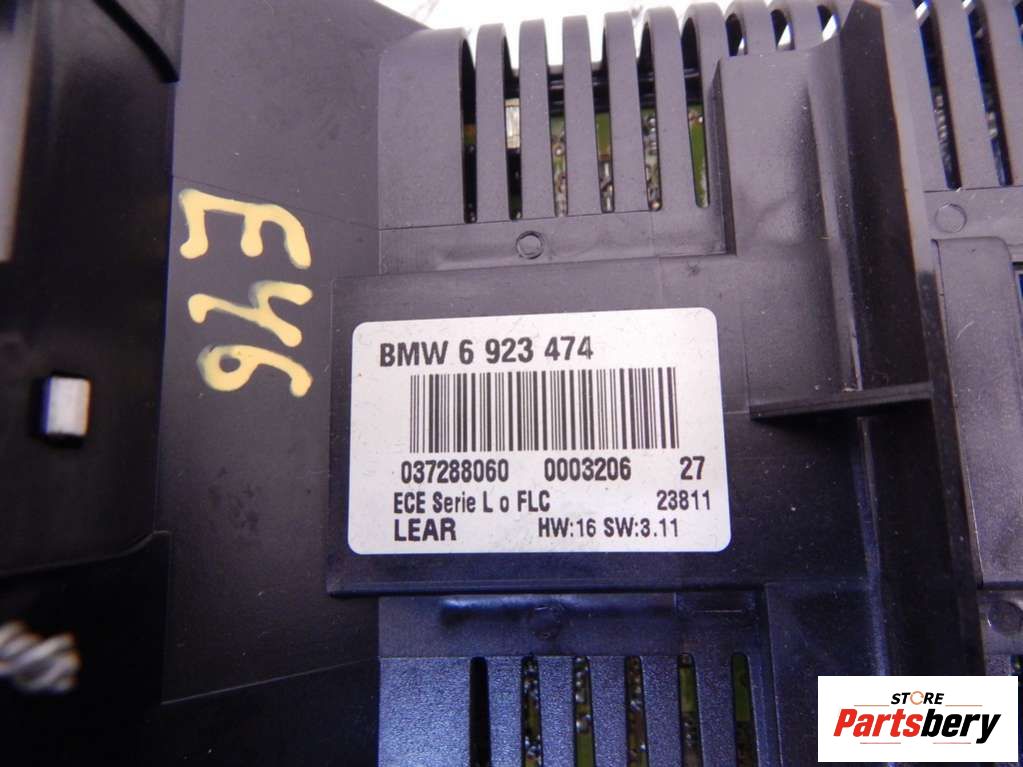 E46
BMW 6 923 474
037288060 0003206 27
ECE Serie L o FLC 23811
LEAR HW:16 SW:3.11
STORE
Partsbery